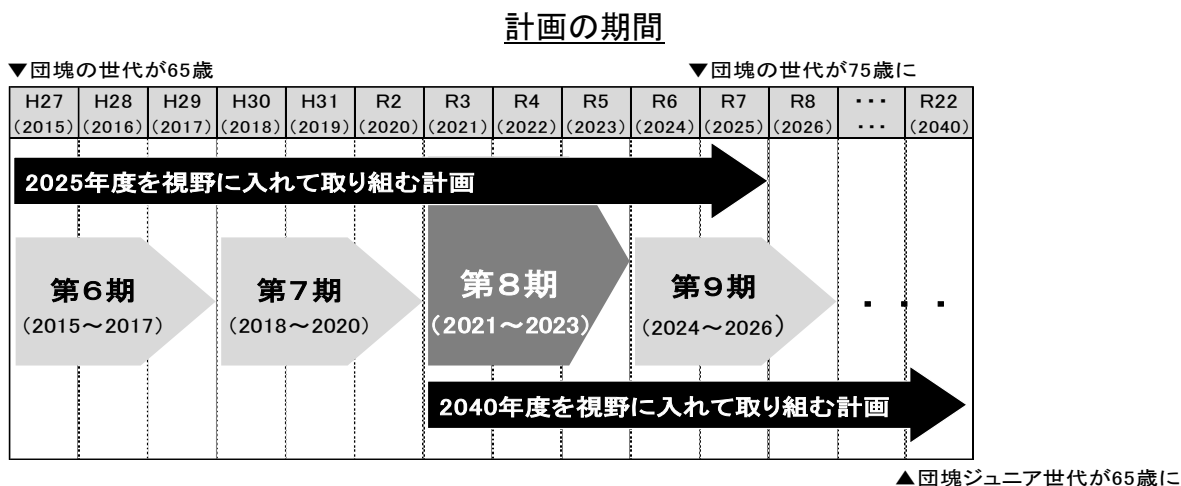 計画の期間
▼団塊の世代が65歳
▼団塊の世代が75歳に
H27 H28 H29 H30 H31 R2 R3 R4 R5 R6 R7 R8 ･･･ R22
(2015) (2016) (2017) (2018) (2019) (2020) (2021) (2022) (2023) (2024) (2025) (2026) ･･･ (2040)
2025年度を視野に入れて取り組む計画
第６期
（2015～2017）
第７期
（2018～2020）
第８期
（2021～2023）
第９期
（2024～2026）
・・・
2040年度を視野に入れて取り組む計画
▲団塊ジュニア世代が65歳に